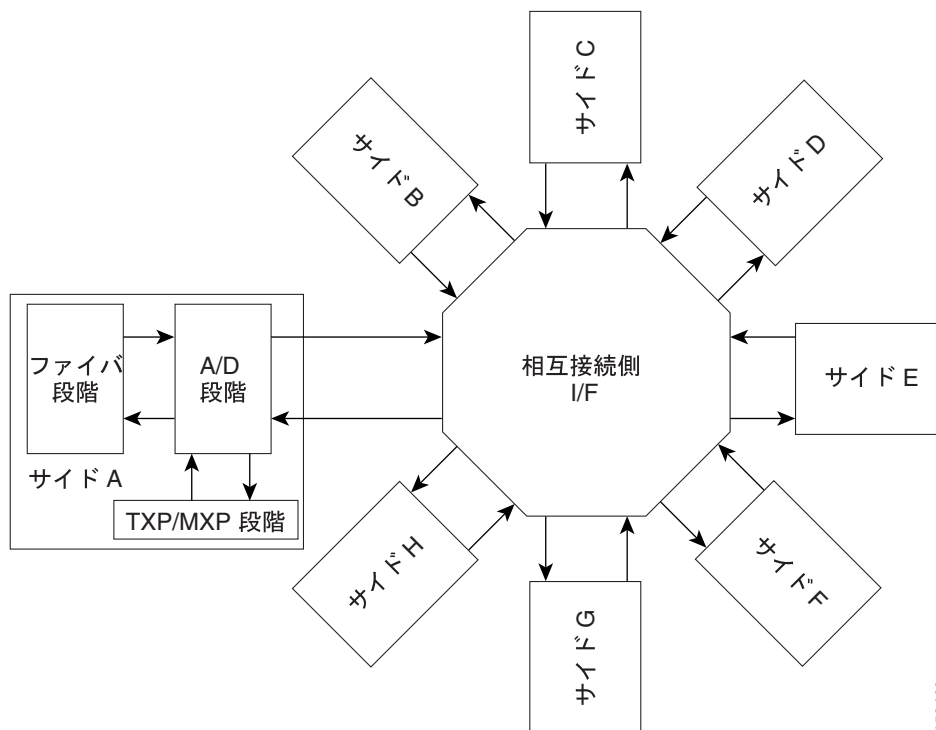 サイド C
サイド B
サイド D
ファイバ
段階
A/D
段階
相互接続側
I/F
サイド E
サイド A
TXP/MXP 段階
サイド H
サイド F
サイド G